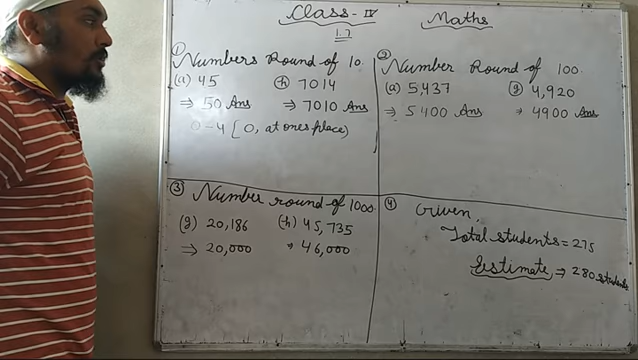 Class - IV Maths
1.7
① Numbers Round of 10
(a) 45 (h) 7014
⇒ 50 Ans ⇒ 7010 Ans
0-4 [0, at ones place)
② Number Round of 100.
(a) 5,437 (g) 4,920
⇒ 5400 Ans ⇒ 4900 Ans
③ Number round of 1000.
(g) 20,186 (h) 45,735
⇒ 20,000 ⇒ 46,000
④ Given,
Total students = 275
Estimate ⇒ 280 students